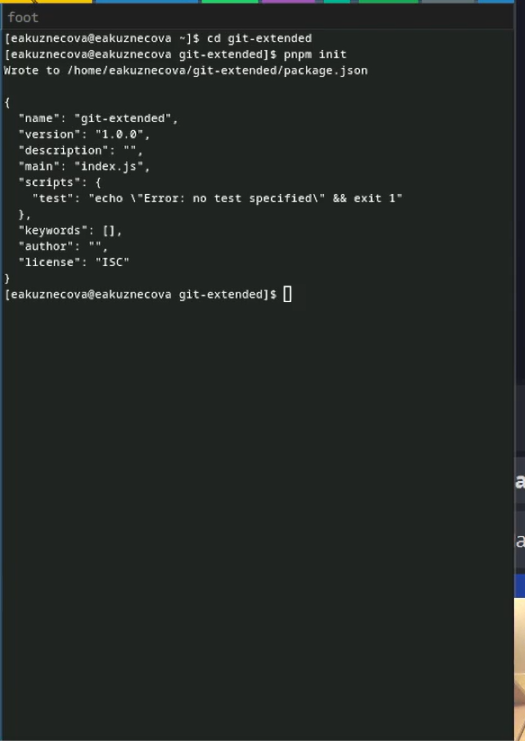 foot
[eakuznecova@eakuznecova ~]$ cd git-extended
[eakuznecova@eakuznecova git-extended]$ pnpm init
Wrote to /home/eakuznecova/git-extended/package.json
{
  "name": "git-extended",
  "version": "1.0.0",
  "description": "",
  "main": "index.js",
  "scripts": {
    "test": "echo \"Error: no test specified\" && exit 1"
  },
  "keywords": [],
  "author": "",
  "license": "ISC"
}
[eakuznecova@eakuznecova git-extended]$